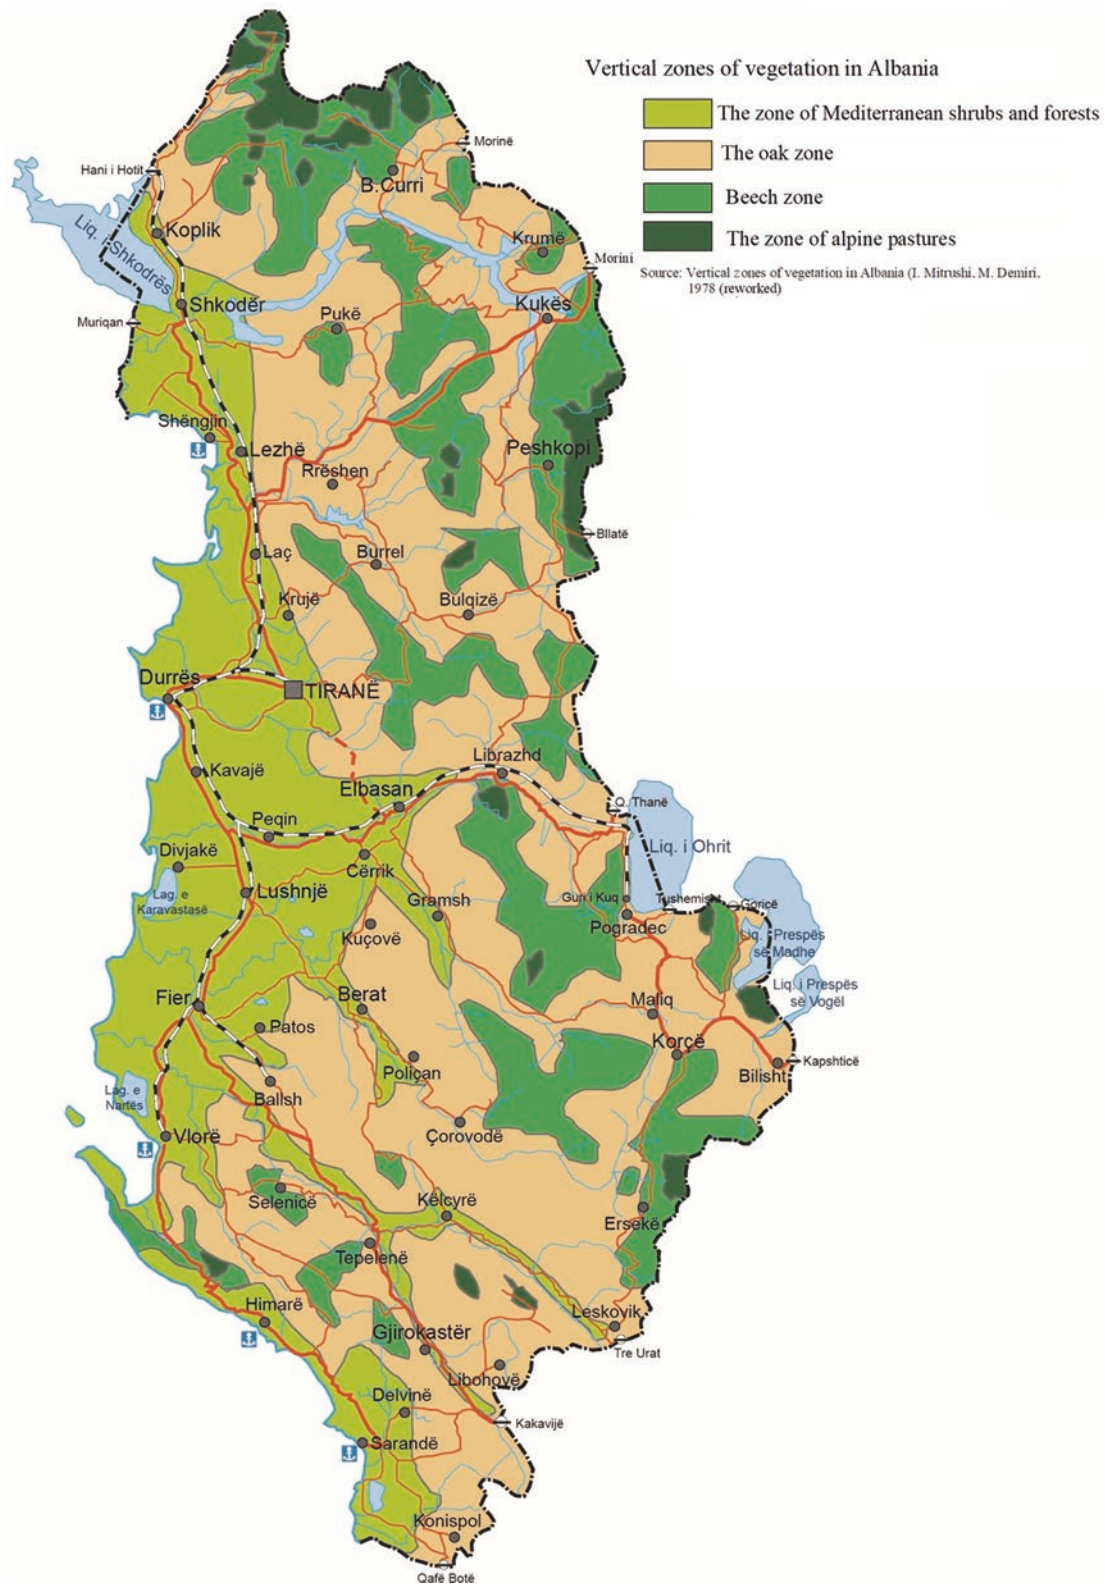 Vertical zones of vegetation in Albania
The zone of Mediterranean shrubs and forests
The oak zone
Beech zone
The zone of alpine pastures
Source: Vertical zones of vegetation in Albania (I. Mitrushi, M. Demiri,
1978 (reworked)
Morinë
Hani i Hotit
B.Curri
Liq. i Shkodrës
Koplik
Krumë
Morini
Shkodër
Kukës
Muriqan
Pukë
Shëngjin
Lezhë
Peshkopi
Rrëshen
Bllatë
Laç
Burrel
Krujë
Bulqizë
Durrës
TIRANË
Kavajë
Librazhd
Elbasan
Q. Thanë
Peqin
Liq. i Ohrit
Divjakë
Cërrik
Lag. e
Karavastasë
Lushnjë
Gramsh
Guri i Kuq
Tushemisht
Goricë
Kuçovë
Pogradec
Liq. i Prespës
së Madhe
Liq. i Prespës
së Vogël
Fier
Berat
Maliq
Patos
Korçë
Poliçan
Bilisht
Kapshticë
Lag. e
Nartës
Ballsh
Vlorë
Çorovodë
Selenicë
Këlcyrë
Ersekë
Tepelenë
Himarë
Leskovik
Gjirokastër
Tre Urat
Libohovë
Delvinë
Kakavijë
Sarandë
Konispol
Qafë Botë